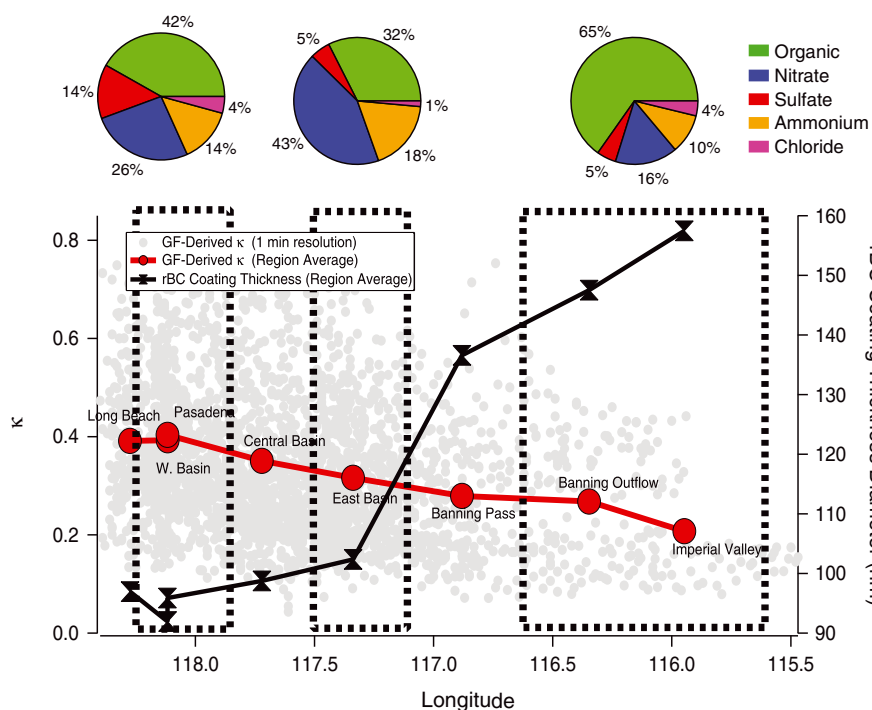 42%
14%
26%
14%
4%
5%
32%
43%
18%
1%
65%
5%
16%
10%
4%
Organic
Nitrate
Sulfate
Ammonium
Chloride
GF-Derived κ (1 min resolution)
GF-Derived κ (Region Average)
rBC Coating Thickness (Region Average)
0.8
0.6
0.4
0.2
0.0
κ
160
150
140
130
120
110
100
90
Long Beach
Pasadena
W. Basin
Central Basin
East Basin
Banning Pass
Banning Outflow
Imperial Valley
118.0
117.5
117.0
116.5
116.0
115.5
Longitude